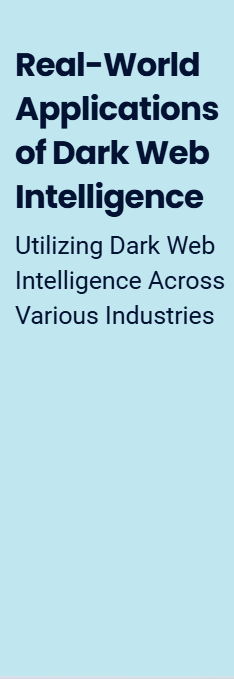 Real-World
Applications
of Dark Web
Intelligence
Utilizing Dark Web
Intelligence Across
Various Industries